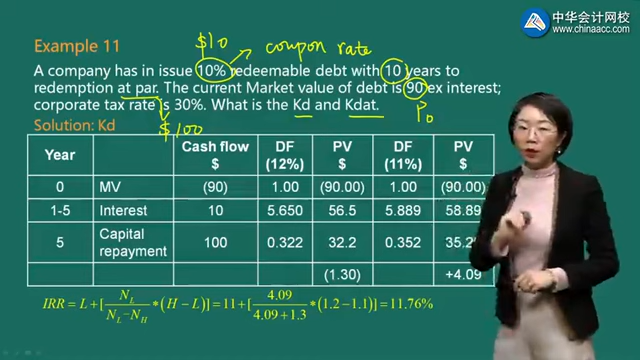 中华会计网校
www.chinaacc.com
Example 11
$10
coupon rate
A company has in issue 10% redeemable debt with 10 years to
redemption at par. The current Market value of debt is 90 ex interest;
corporate tax rate is 30%. What is the Kd and Kdat.
P0
$100
Solution: Kd
Year Cash flow $ DF (12%) PV $ DF (11%) PV $
0 MV (90) 1.00 (90.00) 1.00 (90.00)
1-5 Interest 10 5.650 56.5 5.889 58.89
5 Capital repayment 100 0.322 32.2 0.352 35.2
(1.30) +4.09
IRR = L + [ N_L / (N_L - N_H) * (H - L)] = 11 + [ 4.09 / (4.09 + 1.3) * (1.2 - 1.1)] = 11.76%